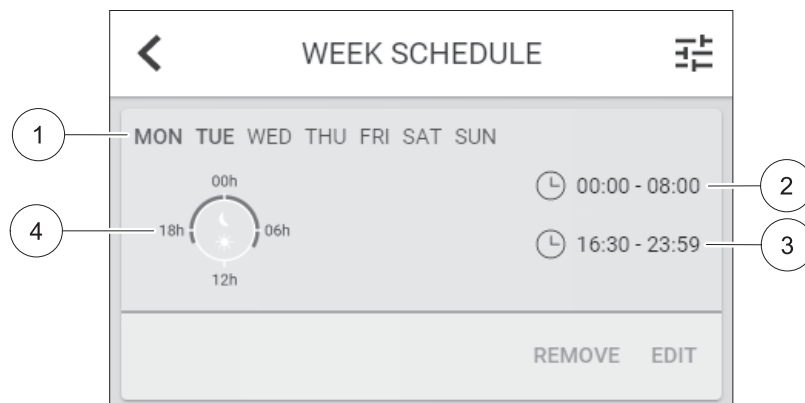 WEEK SCHEDULE
1
MON TUE WED THU FRI SAT SUN
00h
00:00 - 08:00
2
4
18h
06h
16:30 - 23:59
3
12h
REMOVE EDIT